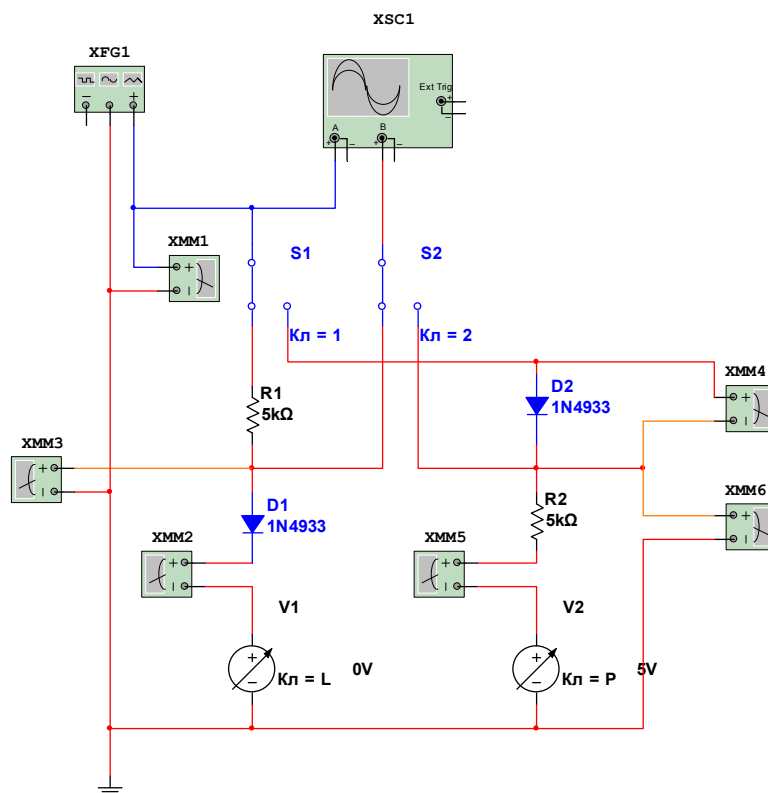 XSC1
XFG1
Ext Trig
A
B
XMM1
S1
S2
Кл = 1
Кл = 2
XMM4
R1
5kΩ
D2
1N4933
XMM3
XMM6
D1
1N4933
R2
5kΩ
XMM2
XMM5
V1
V2
Кл = L
0V
Кл = P
5V